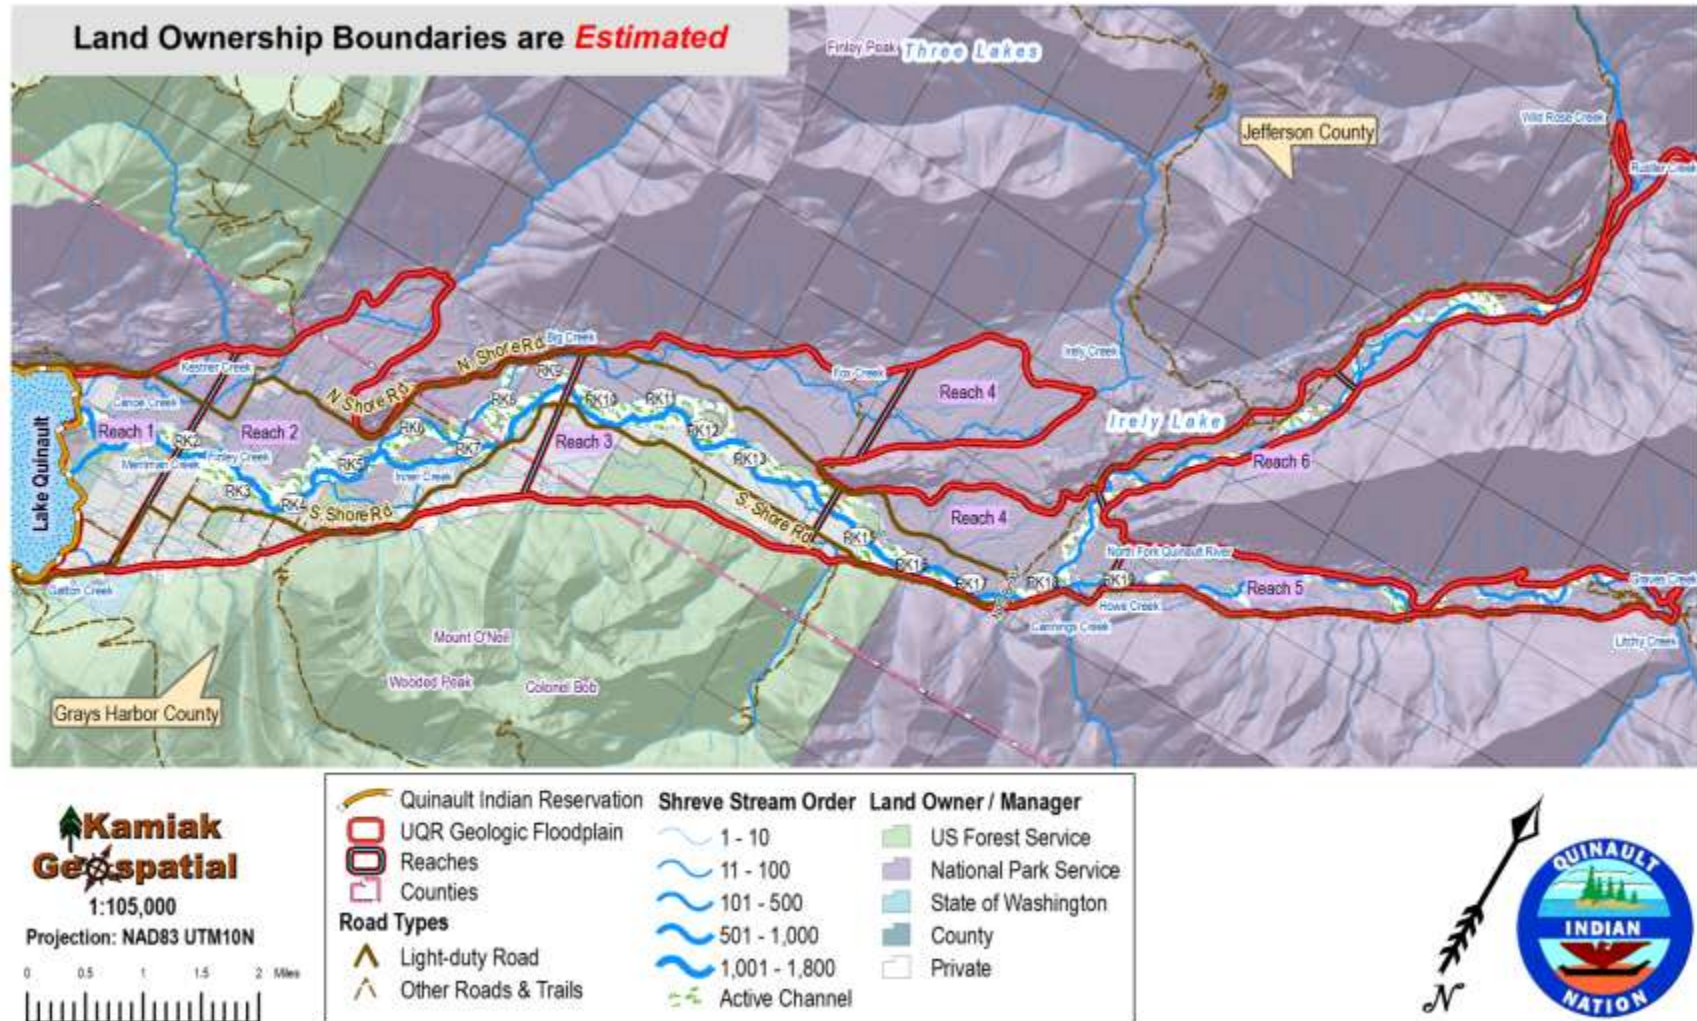 Land Ownership Boundaries are Estimated
Finley Peak
Three Lakes
Jefferson County
Wild Rose Creek
Rustler Creek
Kestner Creek
N. Shore Rd.
N. Shore Rd.
Big Creek
Fox Creek
Irely Creek
Irely Lake
Lake Quinault
Canoe Creek
Reach 1
RK2
Reach 2
Merriman Creek
Finley Creek
RK3
RK4
RK5
RK6
RK7
RK8
RK9
Inner Creek
S. Shore Rd.
Reach 3
RK10
RK11
RK12
RK13
S. Shore Rd.
Reach 4
Reach 4
RK15
RK16
RK17
RK18
RK19
Reach 6
North Fork Quinault River
Reach 5
Howe Creek
Cannings Creek
Graves Creek
Litchy Creek
Gatton Creek
Mount O'Neil
Wooded Peak
Colonel Bob
Grays Harbor County
Kamiak
Geospatial
1:105,000
Projection: NAD83 UTM10N
0 0.5 1 1.5 2 Miles
Quinault Indian Reservation
UQR Geologic Floodplain
Reaches
Counties
Road Types
Light-duty Road
Other Roads & Trails
Shreve Stream Order
1 - 10
11 - 100
101 - 500
501 - 1,000
1,001 - 1,800
Active Channel
Land Owner / Manager
US Forest Service
National Park Service
State of Washington
County
Private
N
QUINAULT
INDIAN
NATION